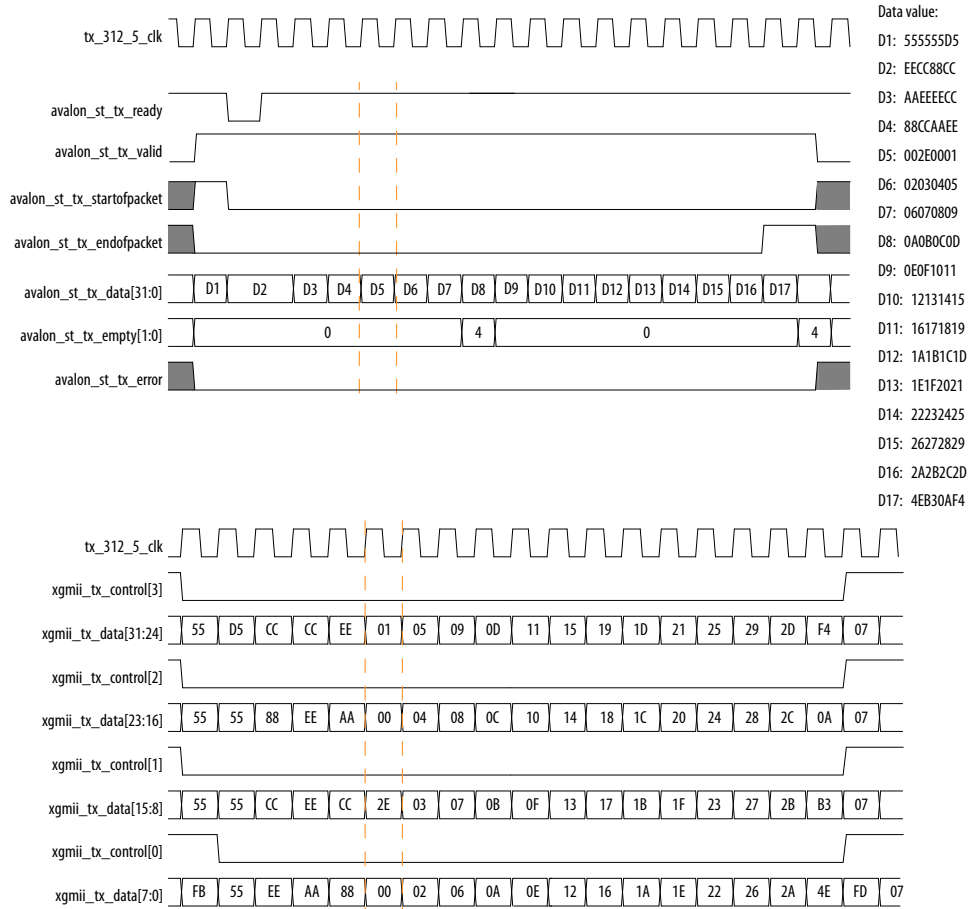 Data value:
tx_312_5_clk
D1: 555555D5
D2: EECC88CC
D3: AAEEEECC
avalon_st_tx_ready
D4: 88CCAAEE
avalon_st_tx_valid
D5: 002E0001
avalon_st_tx_startofpacket
D6: 02030405
D7: 06070809
avalon_st_tx_endofpacket
D8: 0A0B0C0D
avalon_st_tx_data[31:0] D1 D2 D3 D4 D5 D6 D7 D8 D9 D10 D11 D12 D13 D14 D15 D16 D17
D9: 0E0F1011
D10: 12131415
avalon_st_tx_empty[1:0] 0 4 0 4
D11: 16171819
D12: 1A1B1C1D
avalon_st_tx_error
D13: 1E1F2021
D14: 22232425
D15: 26272829
D16: 2A2B2C2D
D17: 4EB30AF4
tx_312_5_clk
xgmii_tx_control[3]
xgmii_tx_data[31:24] 55 D5 CC CC EE 01 05 09 0D 11 15 19 1D 21 25 29 2D F4 07
xgmii_tx_control[2]
xgmii_tx_data[23:16] 55 55 88 EE AA 00 04 08 0C 10 14 18 1C 20 24 28 2C 0A 07
xgmii_tx_control[1]
xgmii_tx_data[15:8] 55 55 CC EE CC 2E 03 07 0B 0F 13 17 1B 1F 23 27 2B B3 07
xgmii_tx_control[0]
xgmii_tx_data[7:0] FB 55 EE AA 88 00 02 06 0A 0E 12 16 1A 1E 22 26 2A 4E FD 07